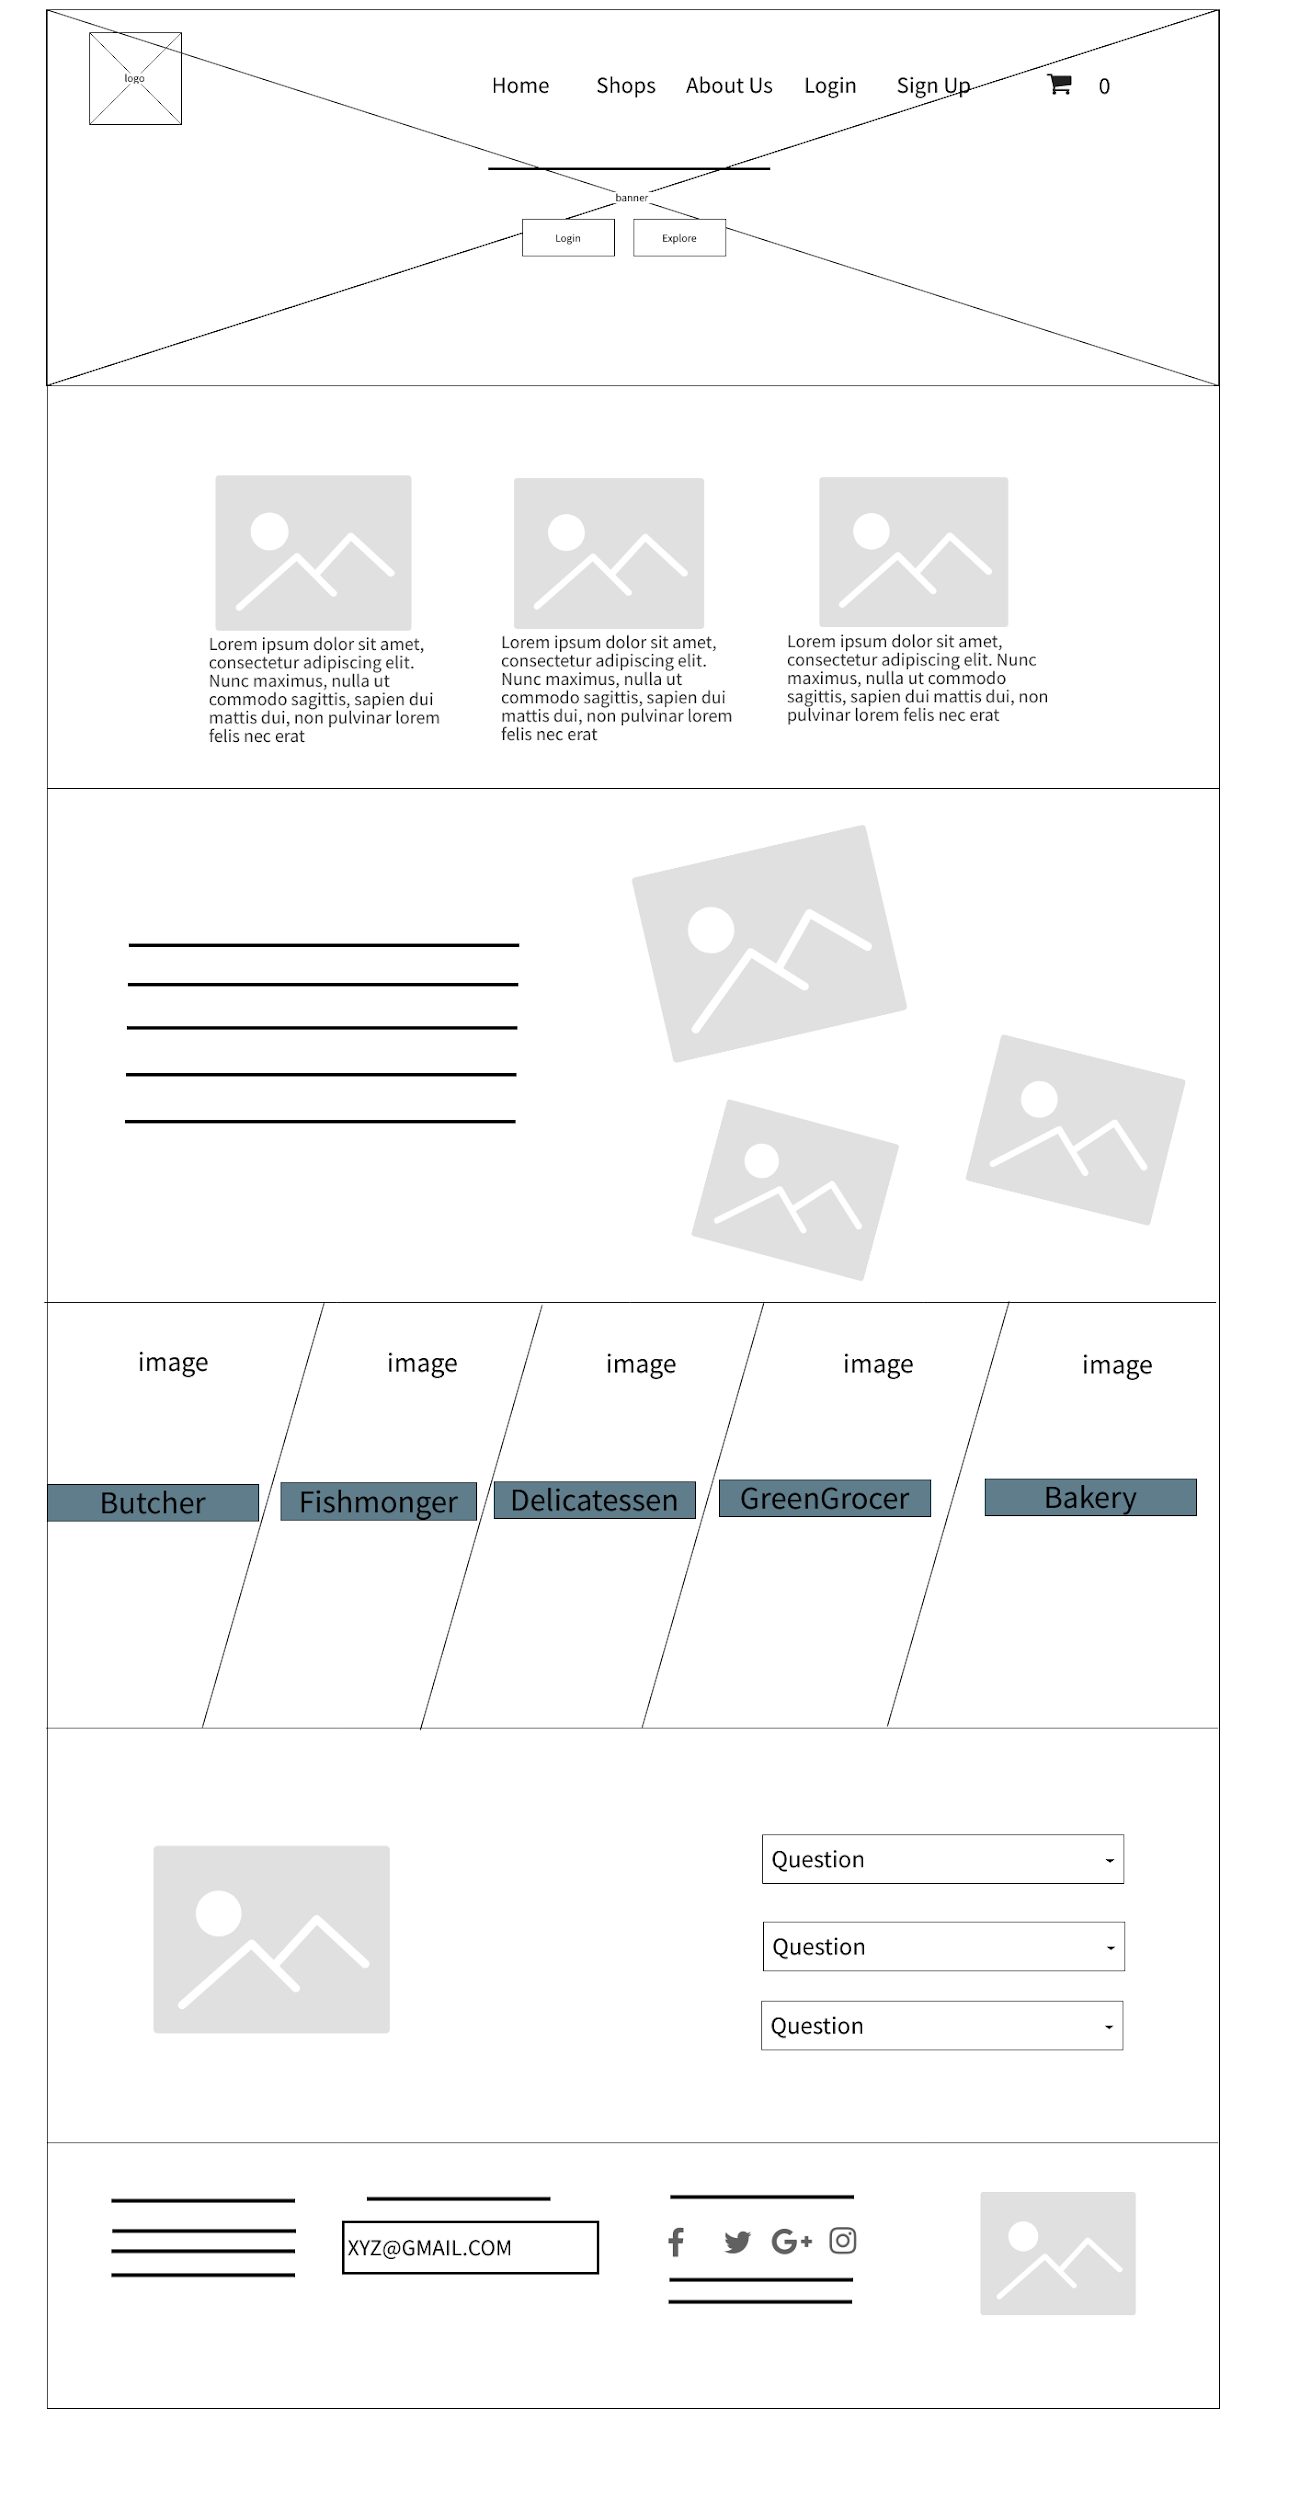 logo
Home Shops About Us Login Sign Up 0
banner
Login Explore
Lorem ipsum dolor sit amet,
consectetur adipiscing elit.
Nunc maximus, nulla ut
commodo sagittis, sapien dui
mattis dui, non pulvinar lorem
felis nec erat
Lorem ipsum dolor sit amet,
consectetur adipiscing elit.
Nunc maximus, nulla ut
commodo sagittis, sapien dui
mattis dui, non pulvinar lorem
felis nec erat
Lorem ipsum dolor sit amet,
consectetur adipiscing elit. Nunc
maximus, nulla ut commodo
sagittis, sapien dui mattis dui, non
pulvinar lorem felis nec erat
image image image image image
Butcher Fishmonger Delicatessen GreenGrocer Bakery
Question
Question
Question
XYZ@GMAIL.COM